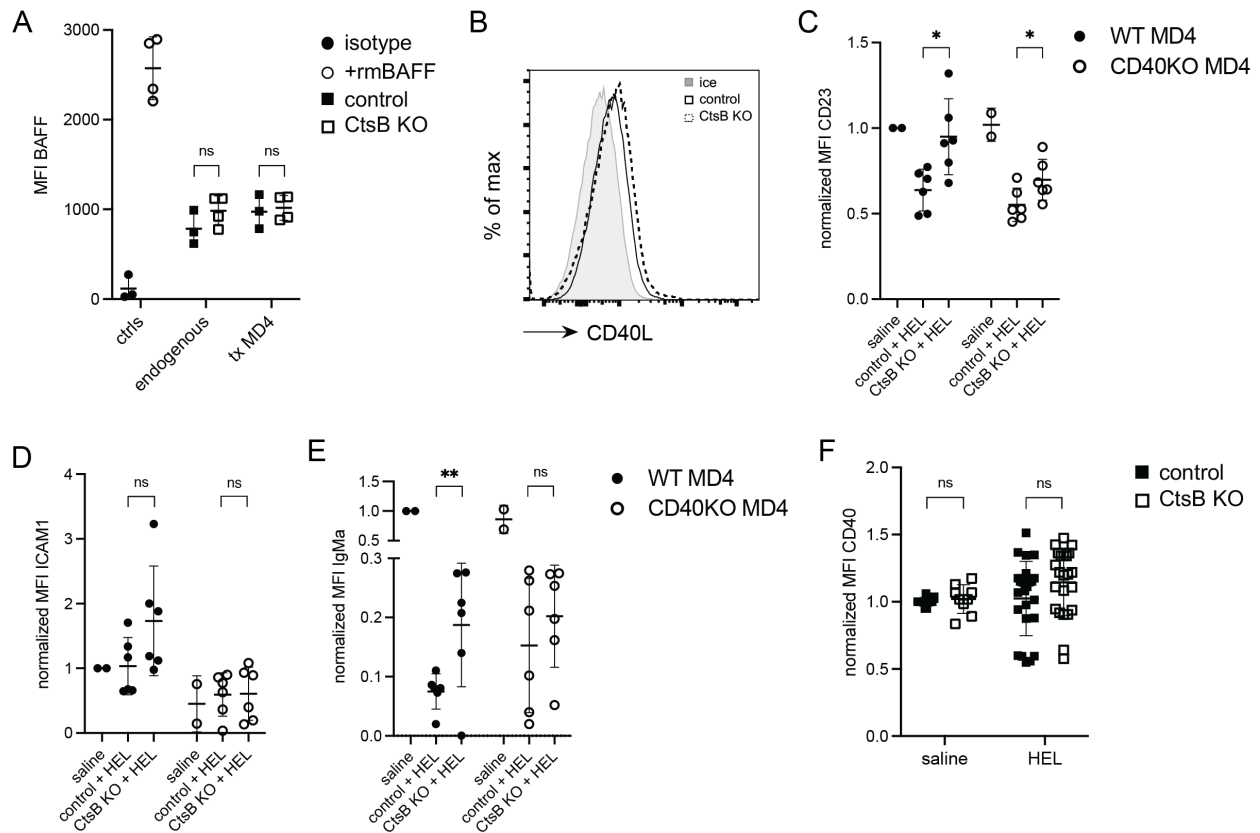 A
MFI BAFF
3000
2000
1000
0
ns
ns
ctrls
endogenous
tx MD4
isotype
+rmBAFF
control
CtsB KO
B
% of max
ice
control
CtsB KO
CD40L
C
normalized MFI CD23
1.5
1.0
0.5
0.0
*
*
saline
control + HEL
CtsB KO + HEL
saline
control + HEL
CtsB KO + HEL
WT MD4
CD40KO MD4
D
normalized MFI ICAM1
4
3
2
1
0
ns
ns
saline
control + HEL
CtsB KO + HEL
saline
control + HEL
CtsB KO + HEL
E
normalized MFI IgMa
1.5
1.0
0.5
0.3
0.2
0.1
0.0
**
ns
saline
control + HEL
CtsB KO + HEL
saline
control + HEL
CtsB KO + HEL
WT MD4
CD40KO MD4
F
normalized MFI CD40
2.0
1.5
1.0
0.5
0.0
ns
ns
saline
HEL
control
CtsB KO